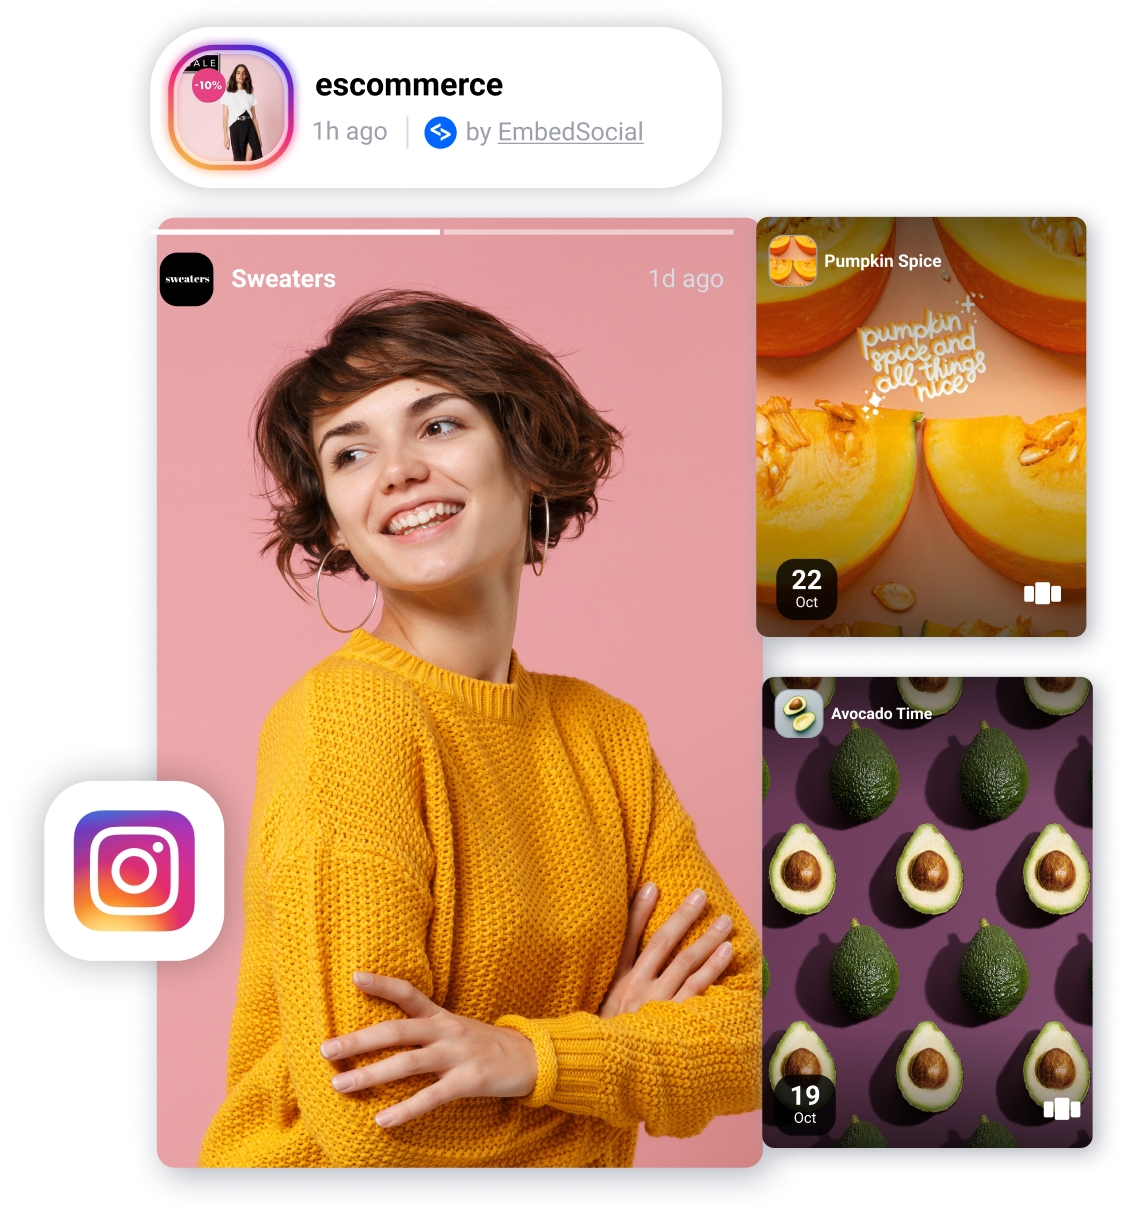 ALE
-10%
escommerce
1h ago
by EmbedSocial
sweaters
Sweaters
1d ago
Pumpkin Spice
pumpkin
spice and
all things
nice
22
Oct
Avocado Time
19
Oct